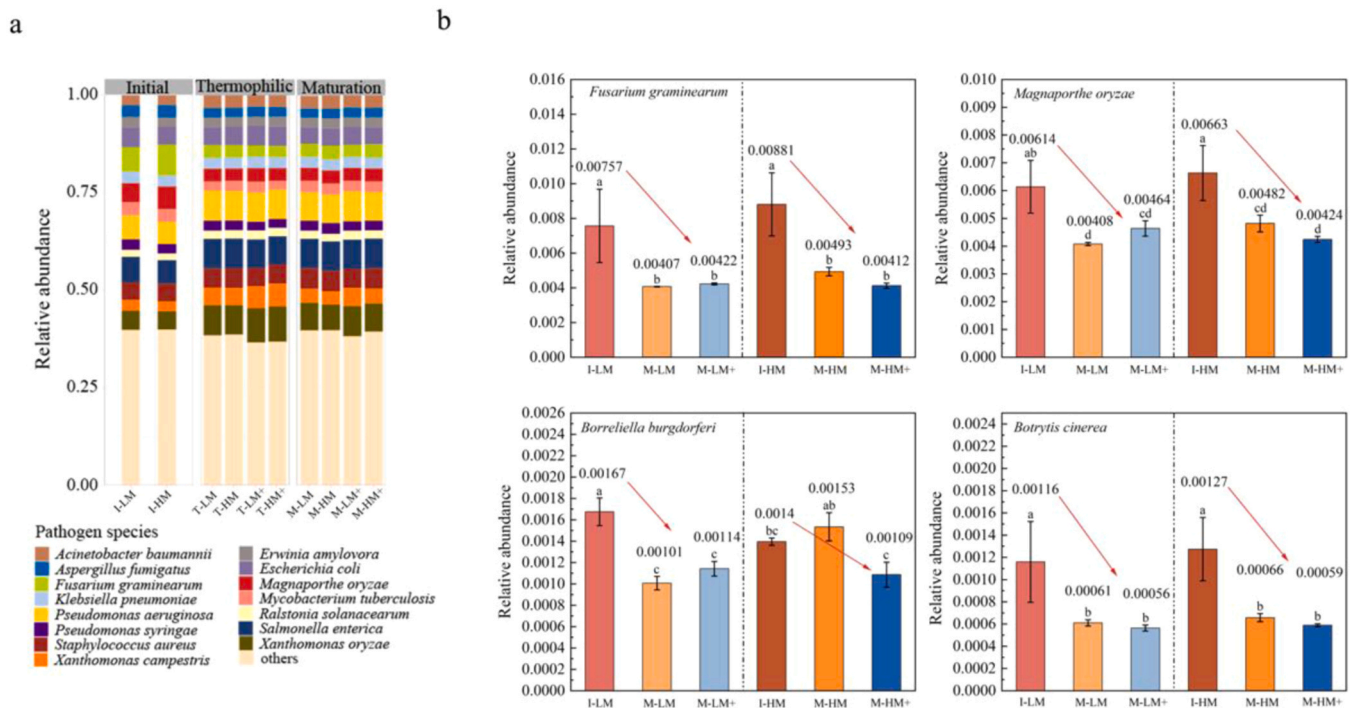 a
Initial Thermophilic Maturation
1.00
0.75
0.50
0.25
0.00
Relative abundance
I-LM
I-HM
T-LM
T-HM
T-LM+
T-HM+
M-LM
M-HM
M-LM+
M-HM+
Pathogen species
Acinetobacter baumannii
Aspergillus fumigatus
Fusarium graminearum
Klebsiella pneumoniae
Pseudomonas aeruginosa
Pseudomonas syringae
Staphylococcus aureus
Xanthomonas campestris
Erwinia amylovora
Escherichia coli
Magnaporthe oryzae
Mycobacterium tuberculosis
Ralstonia solanacearum
Salmonella enterica
Xanthomonas oryzae
others
b
Fusarium graminearum
Relative abundance
0.016
0.014
0.012
0.010
0.008
0.006
0.004
0.002
0.000
0.00757
a
0.00407
b
0.00422
b
0.00881
a
0.00493
b
0.00412
b
I-LM M-LM M-LM+ I-HM M-HM M-HM+
Magnaporthe oryzae
Relative abundance
0.010
0.009
0.008
0.007
0.006
0.005
0.004
0.003
0.002
0.001
0.000
0.00614
ab
0.00408
d
0.00464
cd
0.00663
a
0.00482
cd
0.00424
d
I-LM M-LM M-LM+ I-HM M-HM M-HM+
Borreliella burgdorferi
Relative abundance
0.0026
0.0024
0.0022
0.0020
0.0018
0.0016
0.0014
0.0012
0.0010
0.0008
0.0006
0.0004
0.0002
0.0000
0.00167
a
0.00101
c
0.00114
c
0.0014
bc
0.00153
ab
0.00109
c
I-LM M-LM M-LM+ I-HM M-HM M-HM+
Botrytis cinerea
Relative abundance
0.0024
0.0022
0.0020
0.0018
0.0016
0.0014
0.0012
0.0010
0.0008
0.0006
0.0004
0.0002
0.0000
0.00116
a
0.00061
b
0.00056
b
0.00127
a
0.00066
b
0.00059
b
I-LM M-LM M-LM+ I-HM M-HM M-HM+